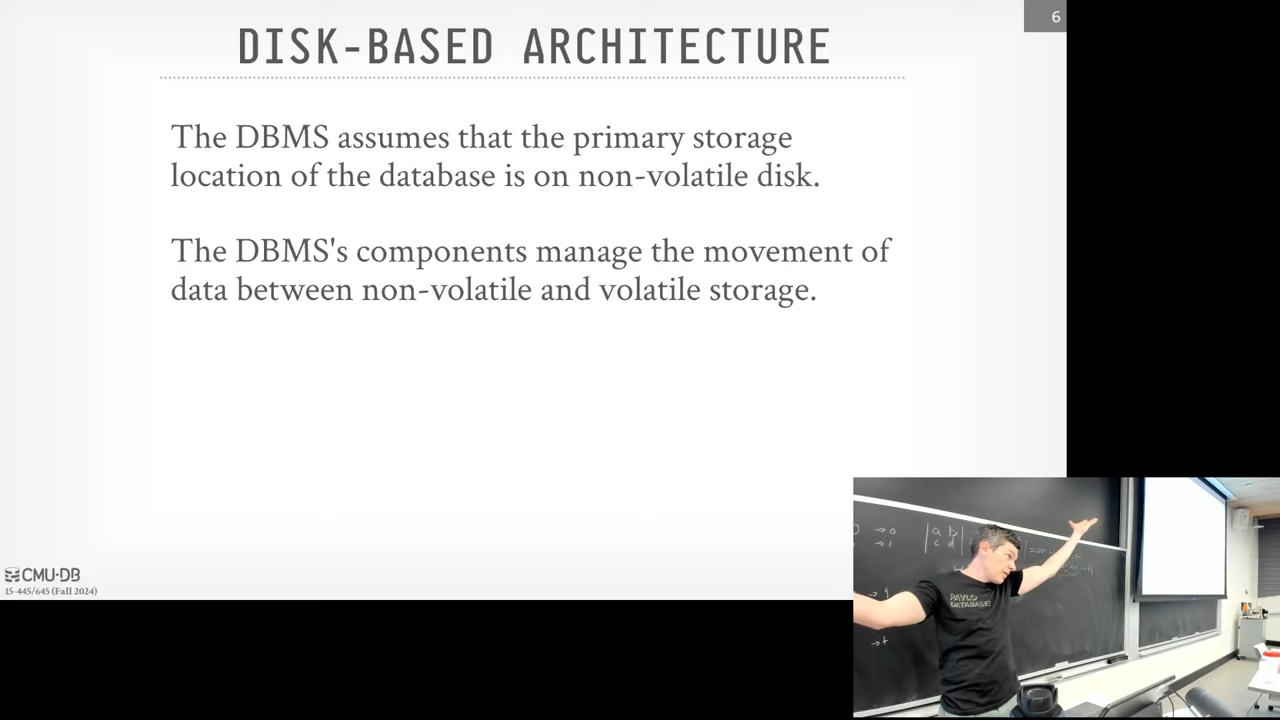 6
DISK-BASED ARCHITECTURE
The DBMS assumes that the primary storage
location of the database is on non-volatile disk.
The DBMS's components manage the movement of
data between non-volatile and volatile storage.
CMU·DB
15-445/645 (Fall 2024)
PAVLO
DATABASES